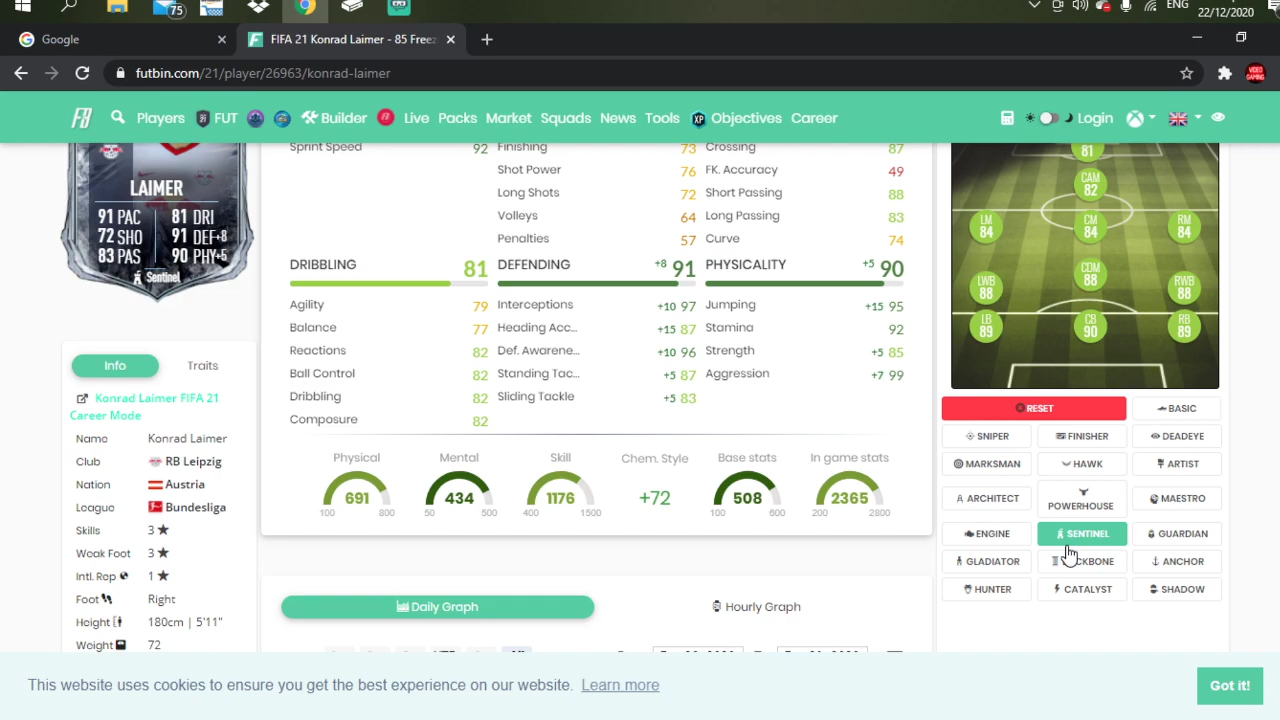 75
ENG
22/12/2020
Google
FIFA 21 Konrad Laimer - 85 Freez
futbin.com/21/player/26963/konrad-laimer
VIDEO GAMING
Players FUT Builder Live Packs Market Squads News Tools XP Objectives Career Login
LAIMER
91 PAC 81 DRI
72 SHO 91 DEF+8
83 PAS 90 PHY+5
Sentinel
Sprint Speed 92 Finishing 73 Crossing 87
Shot Power 76 FK. Accuracy 49
Long Shots 72 Short Passing 88
Volleys 64 Long Passing 83
Penalties 57 Curve 74
DRIBBLING 81 DEFENDING +8 91 PHYSICALITY +5 90
Agility 79 Interceptions +10 97 Jumping +15 95
Balance 77 Heading Acc... +15 87 Stamina 92
Reactions 82 Def. Awarene... +10 96 Strength +5 85
Ball Control 82 Standing Tac... +5 87 Aggression +7 99
Dribbling 82 Sliding Tackle +5 83
Composure 82
Physical Mental Skill Chem. Style Base stats In game stats
691 434 1176 +72 508 2365
100 800 50 500 400 1500 100 600 200 2800
Daily Graph Hourly Graph
Info Traits
Konrad Laimer FIFA 21
Career Mode
Name Konrad Laimer
Club RB Leipzig
Nation Austria
League Bundesliga
Skills 3★
Weak Foot 3★
Intl. Rep 1★
Foot Right
Height 180cm | 5'11"
Weight 72
81
CAM
82
LM
84
CM
84
RM
84
CDM
88
LWB
88
RWB
88
LB
89
CB
90
RB
89
RESET BASIC
SNIPER FINISHER DEADEYE
MARKSMAN HAWK ARTIST
ARCHITECT POWERHOUSE MAESTRO
ENGINE SENTINEL GUARDIAN
GLADIATOR ANCHOR
HUNTER CATALYST SHADOW
This website uses cookies to ensure you get the best experience on our website. Learn more
Got it!